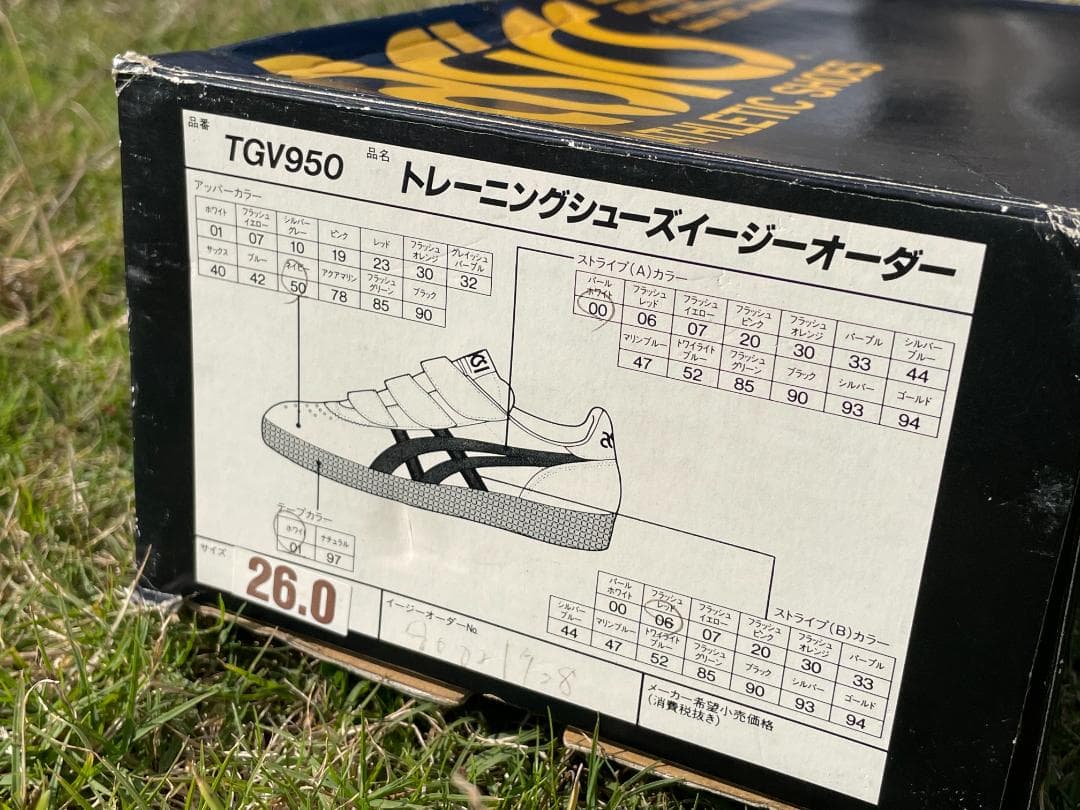 asics
ATHLETIC SHOES
品番
TGV950
品名
トレーニングシューズイージーオーダー
アッパーカラー
ホワイト フラッシュイエロー シルバーグレー ピンク レッド フラッシュオレンジ グレイッシュパープル
01 07 10 19 23 30 32
サックス ブルー ネイビー アクアマリン フラッシュグリーン ブラック
40 42 50 78 85 90
ストライプ(A)カラー
パールホワイト フラッシュレッド フラッシュイエロー フラッシュピンク フラッシュオレンジ パープル シルバーブルー
00 06 07 20 30 33 44
マリンブルー トワイライトブルー フラッシュグリーン ブラック シルバー ゴールド
47 52 85 90 93 94
テープカラー
ホワイト ナチュラル
01 97
ストライプ(B)カラー
パールホワイト フラッシュレッド フラッシュイエロー フラッシュピンク フラッシュオレンジ パープル
00 06 07 20 30 33
シルバーブルー マリンブルー トワイライトブルー フラッシュグリーン ブラック シルバー ゴールド
44 47 52 85 90 93 94
サイズ
26.0
イージーオーダーNo.
メーカー希望小売価格
(消費税抜き)